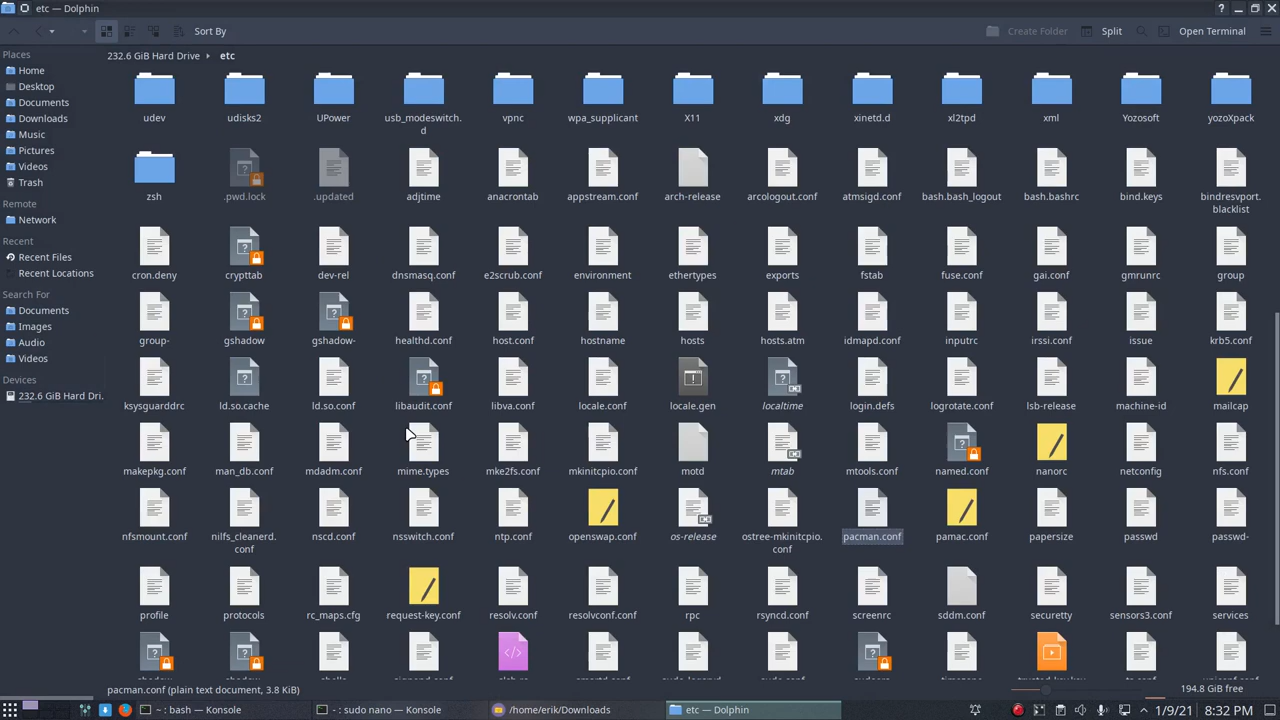 etc — Dolphin
Sort By
Create Folder
Split
Open Terminal
Places
Home
Desktop
Documents
Downloads
Music
Pictures
Videos
Trash
Remote
Network
Recent
Recent Files
Recent Locations
Search For
Documents
Images
Audio
Videos
Devices
232.6 GiB Hard Dri...
232.6 GiB Hard Drive
etc
udev
udisks2
UPower
usb_modeswitch.
d
vpnc
wpa_supplicant
X11
xdg
xinetd.d
xl2tpd
xml
Yozosoft
yozoXpack
zsh
.pwd.lock
.updated
adjtime
anacrontab
appstream.conf
arch-release
arcologout.conf
atmsigd.conf
bash.bash_logout
bash.bashrc
bind.keys
bindresvport.
blacklist
cron.deny
crypttab
dev-rel
dnsmasq.conf
e2scrub.conf
environment
ethertypes
exports
fstab
fuse.conf
gai.conf
gmrunrc
group
group-
gshadow
gshadow-
healthd.conf
host.conf
hostname
hosts
hosts.atm
idmapd.conf
inputrc
irssi.conf
issue
krb5.conf
ksysguarddrc
ld.so.cache
ld.so.conf
libaudit.conf
libva.conf
locale.conf
locale.gen
localtime
login.defs
logrotate.conf
lsb-release
machine-id
mailcap
makepkg.conf
man_db.conf
mdadm.conf
mime.types
mke2fs.conf
mkinitcpio.conf
motd
mtab
mtools.conf
named.conf
nanorc
netconfig
nfs.conf
nfsmount.conf
nilfs_cleanerd.
conf
nscd.conf
nsswitch.conf
ntp.conf
openswap.conf
os-release
ostree-mkinitcpio.
conf
pacman.conf
pamac.conf
papersize
passwd
passwd-
profile
protocols
rc_maps.cfg
request-key.conf
resolv.conf
resolvconf.conf
rpc
rsyncd.conf
screenrc
sddm.conf
securetty
sensors3.conf
services
pacman.conf (plain text document, 3.8 KiB)
194.8 GiB free
~ : bash — Konsole
- : sudo nano — Konsole
/home/erik/Downloads
etc — Dolphin
1/9/21
8:32 PM